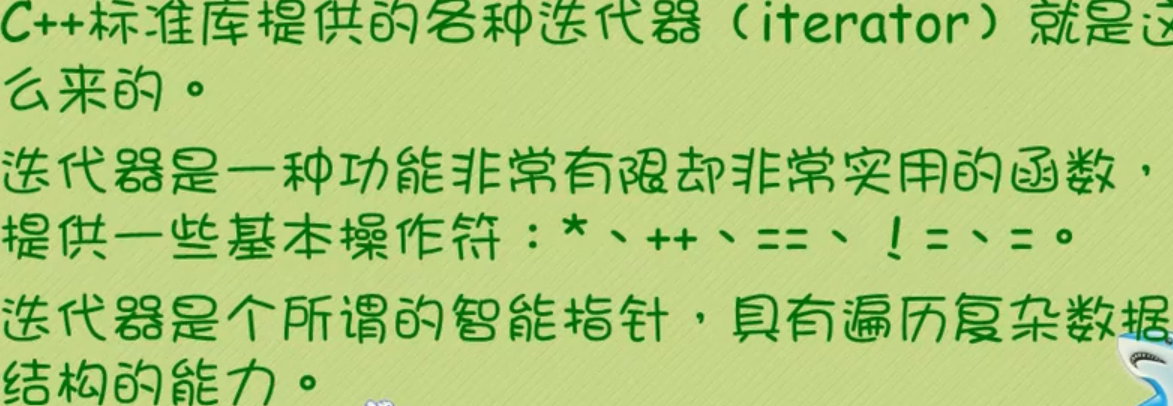 C++标准库提供的各种迭代器（iterator）就是这
么来的。
迭代器是一种功能非常有限却非常实用的函数，
提供一些基本操作符：*、++、==、！=、=。
迭代器是个所谓的智能指针，具有遍历复杂数据
结构的能力。